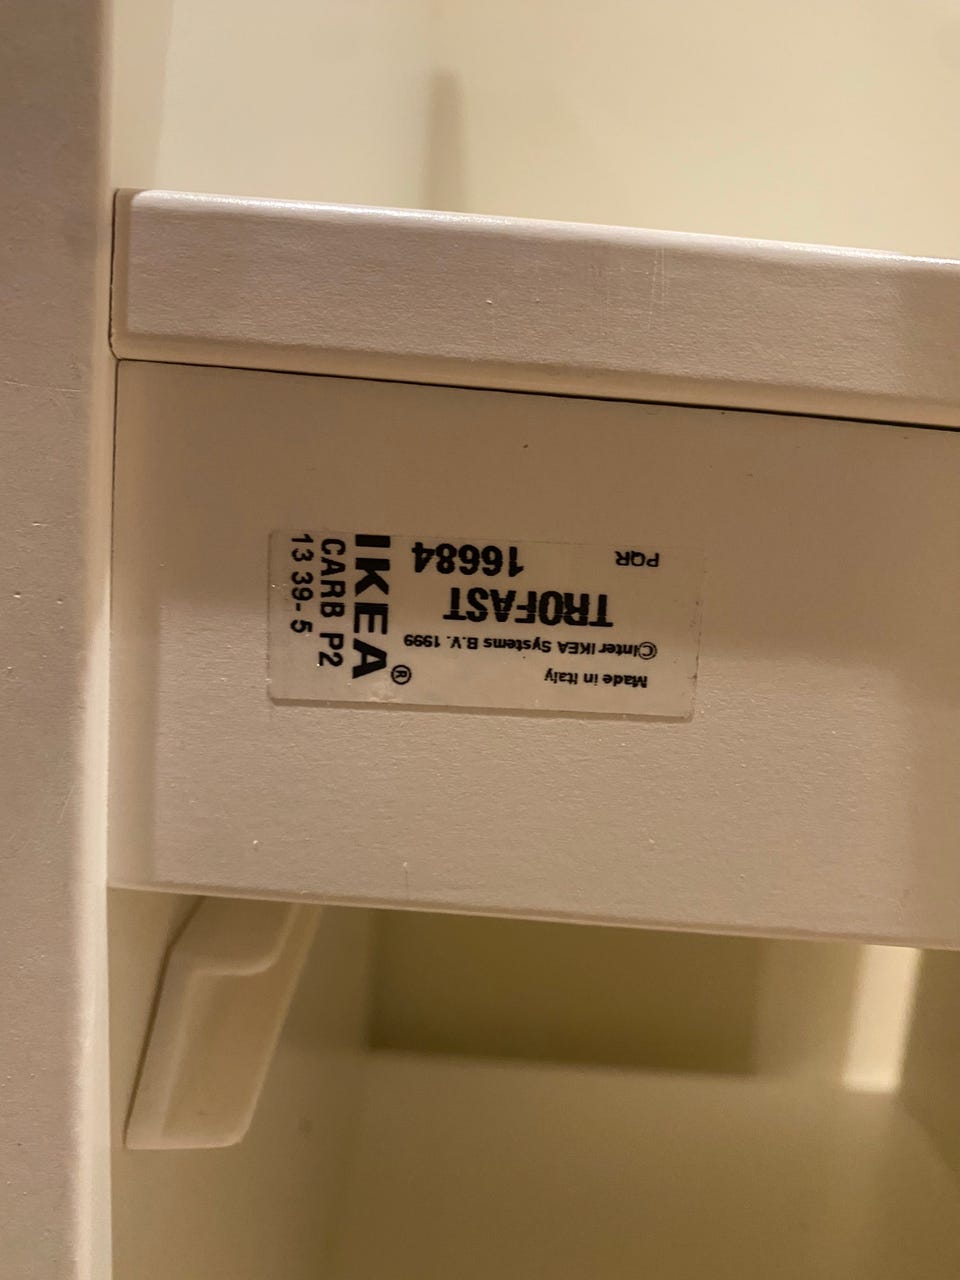 Made in Italy
©Inter IKEA Systems B.V. 1999
TROFAST
16684
PQR
IKEA®
CARB P2
13 39-5